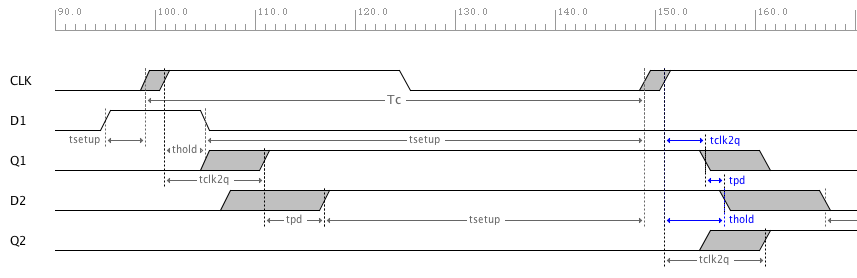 90.0 100.0 110.0 120.0 130.0 140.0 150.0 160.0
CLK
Tc
D1
tsetup tsetup tclk2q
thold
Q1
tclk2q tpd
D2
tpd tsetup thold
Q2
tclk2q